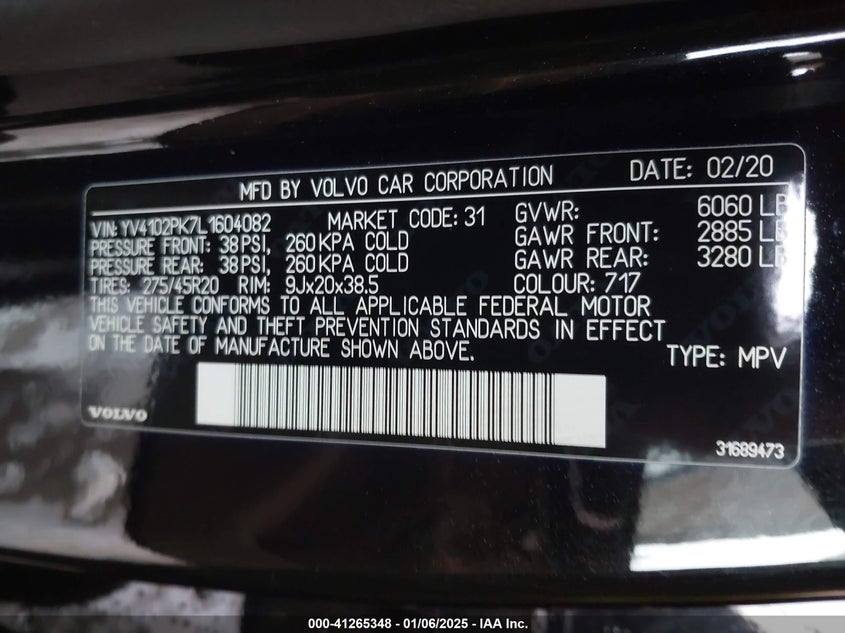 MFD BY VOLVO CAR CORPORATION DATE: 02/20
VIN: YV4102PK7L1604082 MARKET CODE: 31 GVWR: 6060 LB
PRESSURE FRONT: 38 PSI, 260 KPA COLD GAWR FRONT: 2885 LB
PRESSURE REAR: 38 PSI, 260 KPA COLD GAWR REAR: 3280 LB
TIRES: 275/45R20 RIM: 9Jx20x38.5 COLOUR: 717
THIS VEHICLE CONFORMS TO ALL APPLICABLE FEDERAL MOTOR
VEHICLE SAFETY AND THEFT PREVENTION STANDARDS IN EFFECT
ON THE DATE OF MANUFACTURE SHOWN ABOVE. TYPE: MPV
VOLVO 31689473
000-41265348 - 01/06/2025 - IAA Inc.